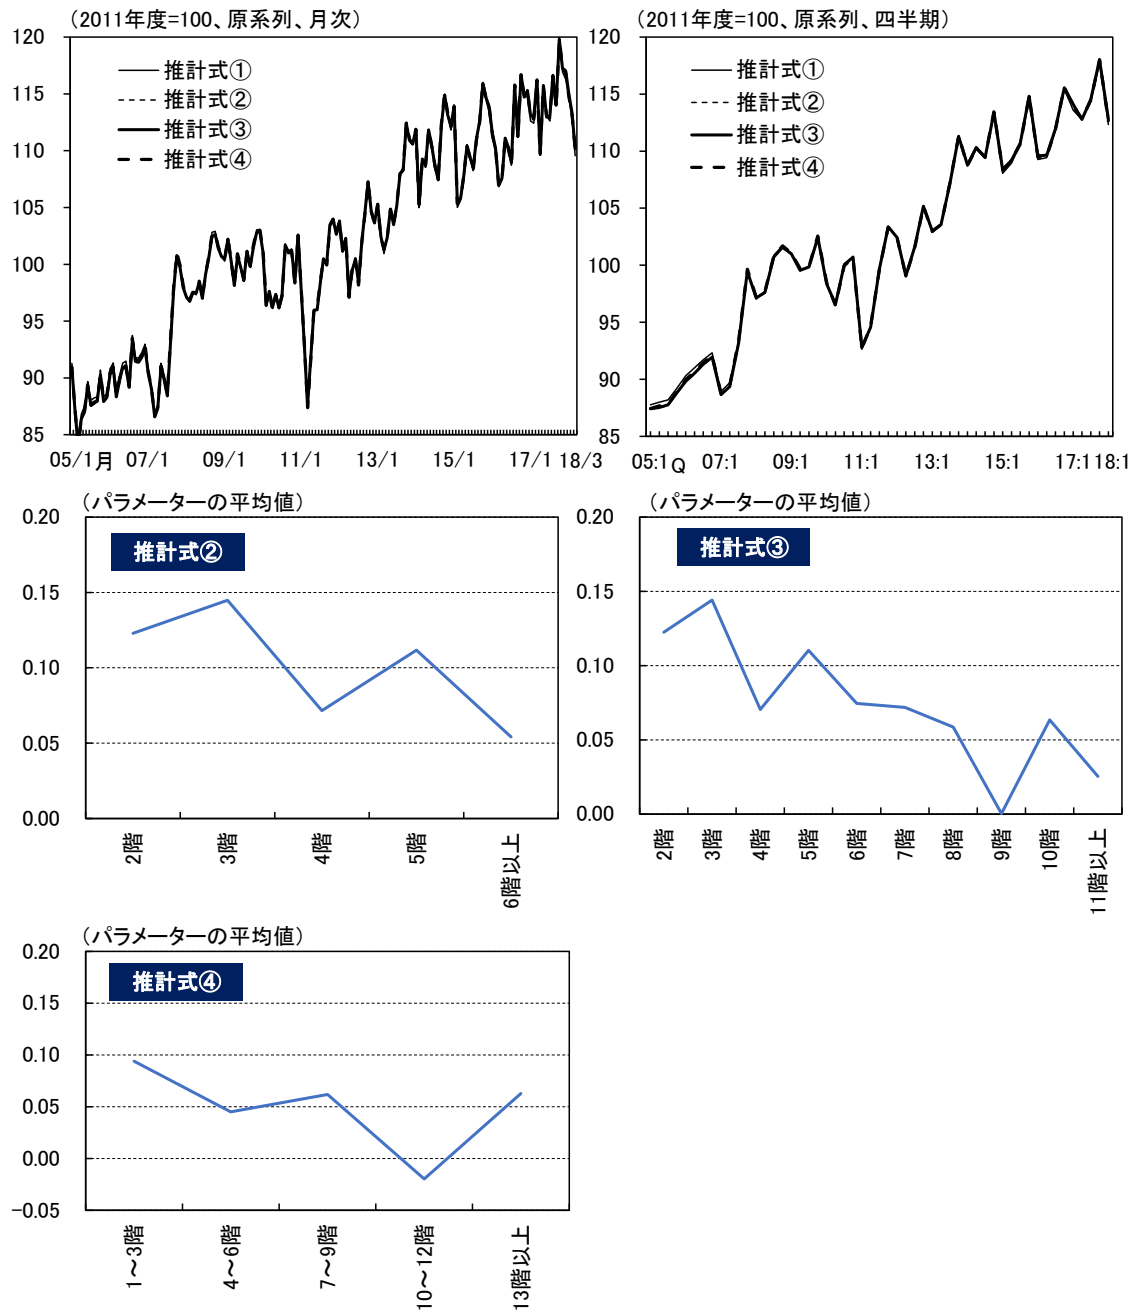 （2011年度=100、原系列、月次）
120
115
110
105
100
95
90
85
推計式①
推計式②
推計式③
推計式④
05/1月 07/1 09/1 11/1 13/1 15/1 17/1 18/3
（2011年度=100、原系列、四半期）
120
115
110
105
100
95
90
85
推計式①
推計式②
推計式③
推計式④
05:1Q 07:1 09:1 11:1 13:1 15:1 17:1 18:1
（パラメーターの平均値）
推計式②
0.20
0.15
0.10
0.05
0.00
2階 3階 4階 5階 6階以上
（パラメーターの平均値）
推計式③
0.20
0.15
0.10
0.05
0.00
2階 3階 4階 5階 6階 7階 8階 9階 10階 11階以上
（パラメーターの平均値）
推計式④
0.20
0.15
0.10
0.05
0.00
−0.05
1～3階 4～6階 7～9階 10～12階 13階以上